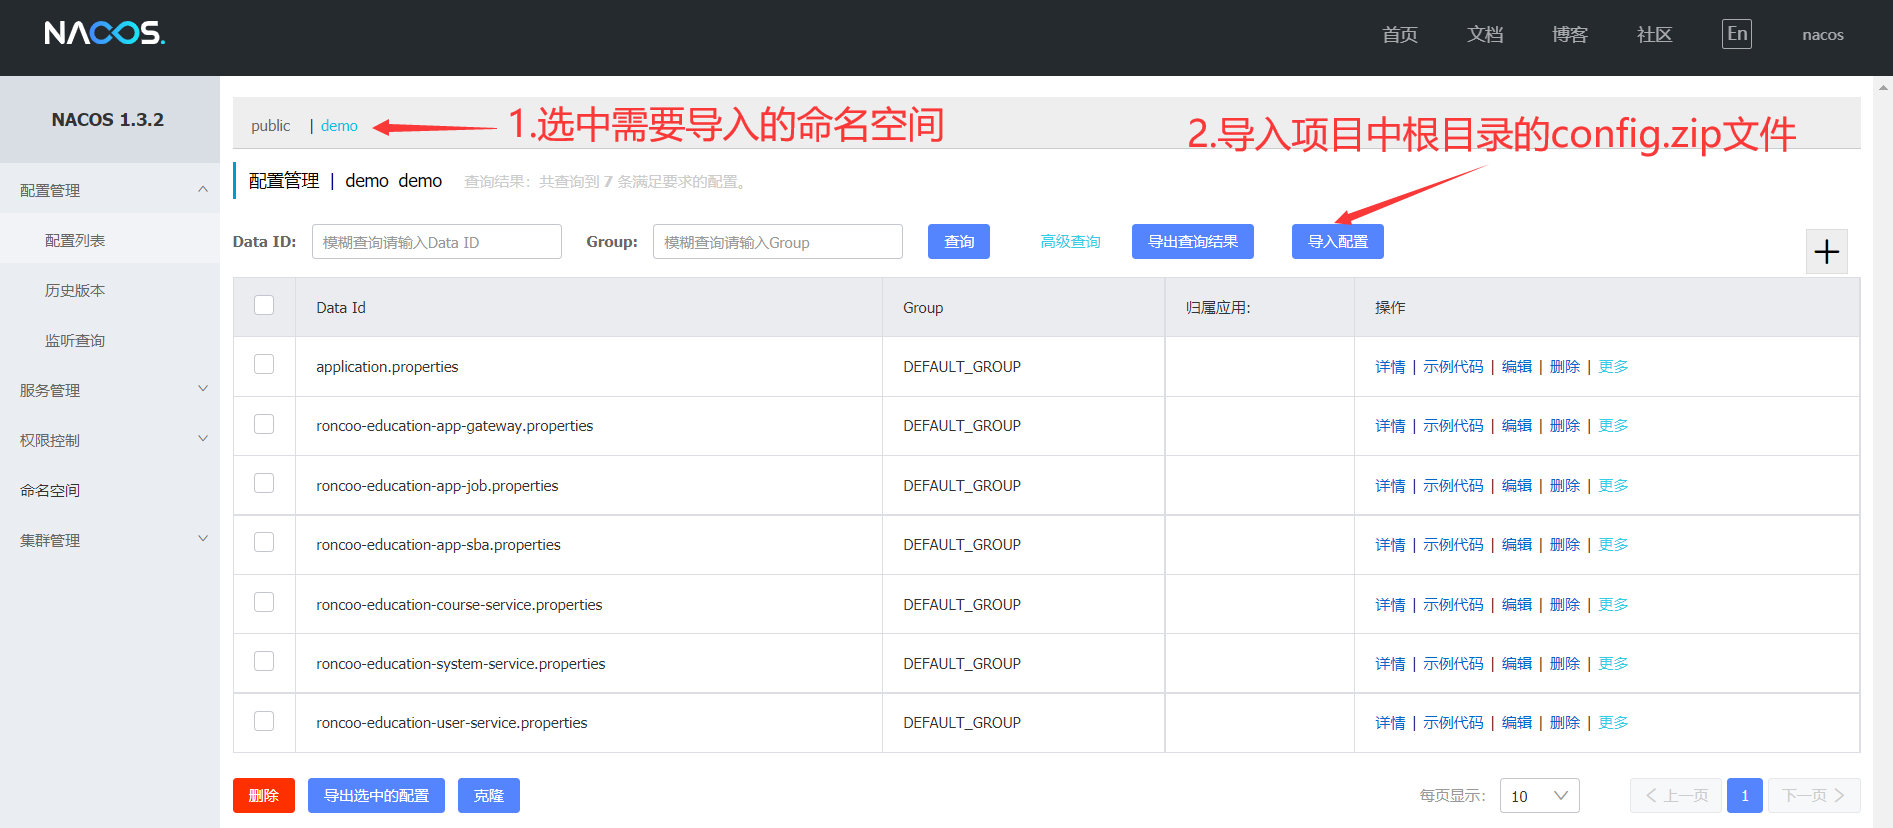 NACOS.
首页 文档 博客 社区 En nacos
NACOS 1.3.2
配置管理
配置列表
历史版本
监听查询
服务管理
权限控制
命名空间
集群管理
public | demo
1.选中需要导入的命名空间
2.导入项目中根目录的config.zip文件
配置管理 | demo demo 查询结果：共查询到 7 条满足要求的配置。
Data ID: 模糊查询请输入Data ID Group: 模糊查询请输入Group 查询 高级查询 导出查询结果 导入配置
Data Id Group 归属应用: 操作
application.properties DEFAULT_GROUP 详情 | 示例代码 | 编辑 | 删除 | 更多
roncoo-education-app-gateway.properties DEFAULT_GROUP 详情 | 示例代码 | 编辑 | 删除 | 更多
roncoo-education-app-job.properties DEFAULT_GROUP 详情 | 示例代码 | 编辑 | 删除 | 更多
roncoo-education-app-sba.properties DEFAULT_GROUP 详情 | 示例代码 | 编辑 | 删除 | 更多
roncoo-education-course-service.properties DEFAULT_GROUP 详情 | 示例代码 | 编辑 | 删除 | 更多
roncoo-education-system-service.properties DEFAULT_GROUP 详情 | 示例代码 | 编辑 | 删除 | 更多
roncoo-education-user-service.properties DEFAULT_GROUP 详情 | 示例代码 | 编辑 | 删除 | 更多
删除 导出选中的配置 克隆 每页显示: 10 上一页 1 下一页